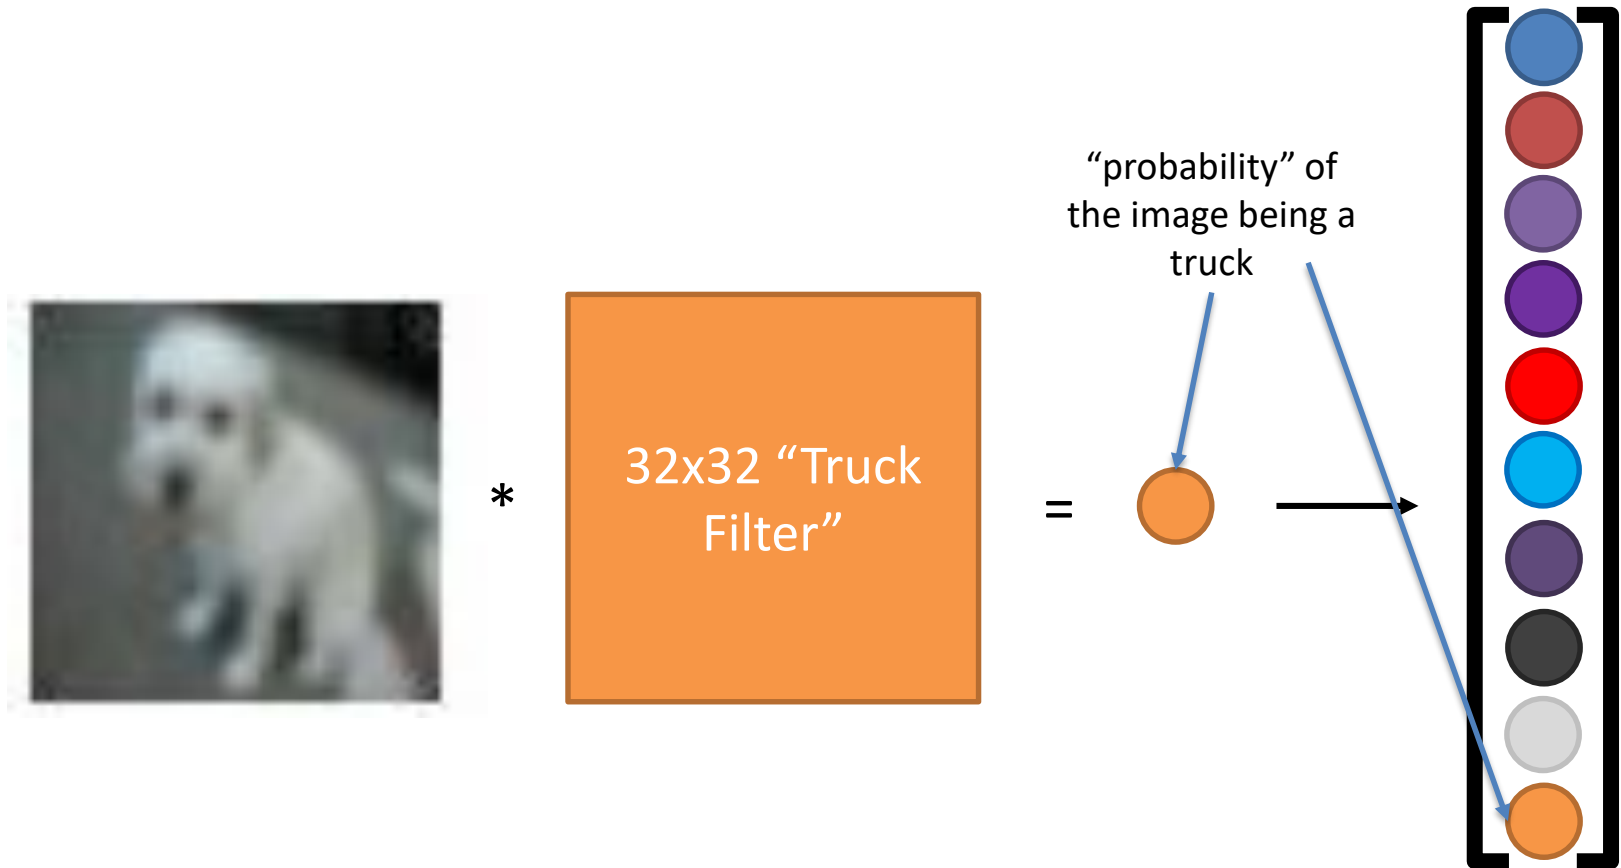 “probability” of
the image being a
truck
32x32 “Truck
Filter”
*
=